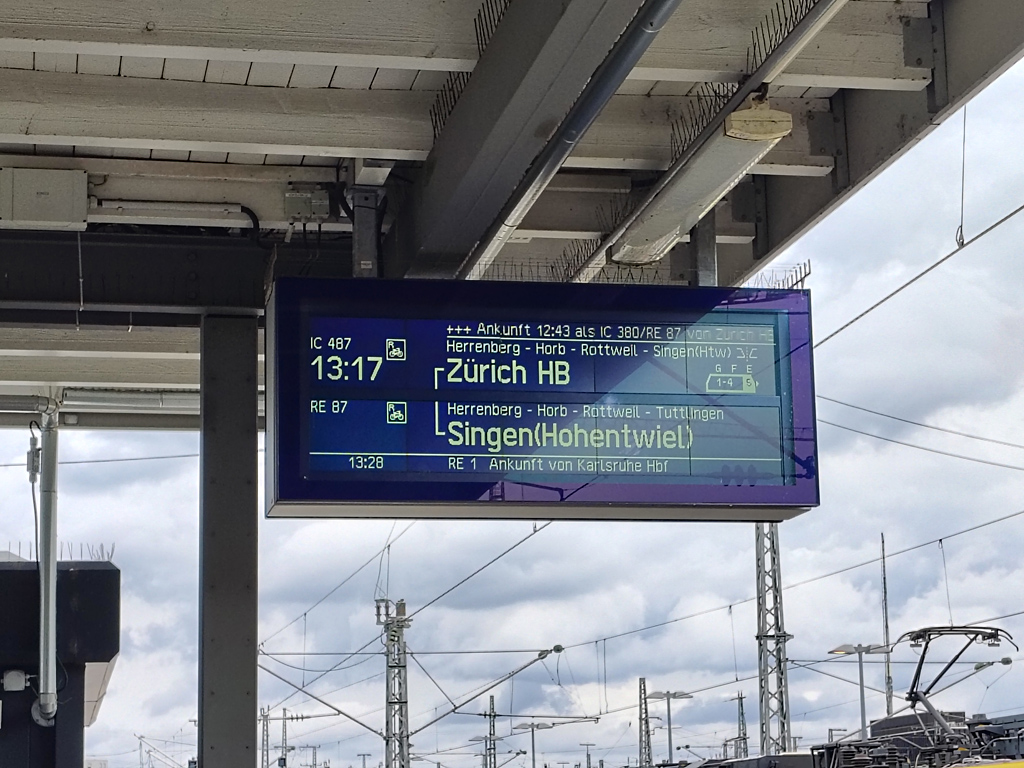 +++ Ankunft 12:43 als IC 380/RE 87 von Zürich HB
IC 487
Herrenberg - Horb - Rottweil - Singen(Htw)
13:17
Zürich HB
G F E
1-4 5
RE 87
Herrenberg - Horb - Rottweil - Tuttlingen
Singen(Hohentwiel)
13:28 RE 1 Ankunft von Karlsruhe Hbf